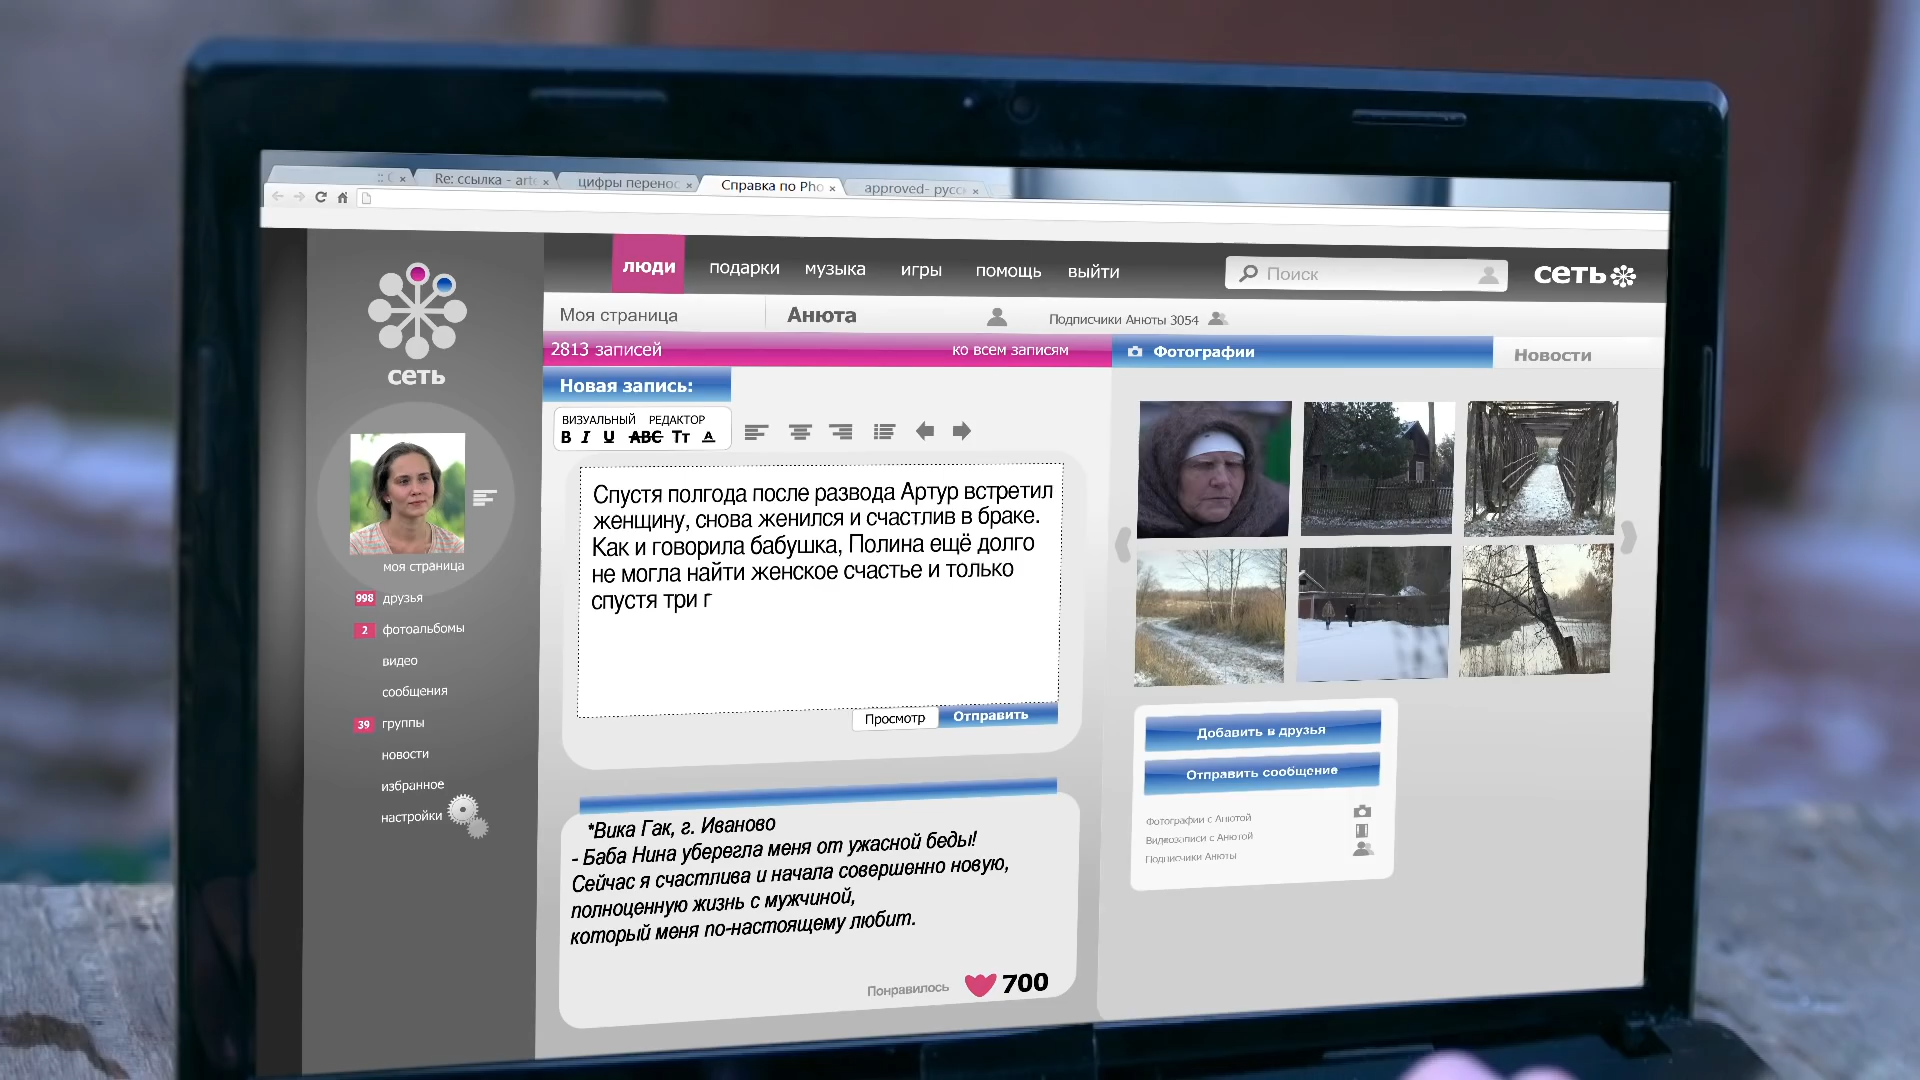 Re: ссылка - arte
цифры перенос
Справка по Pho
approved- русс
люди
подарки
музыка
игры
помощь
выйти
Поиск
сеть
Моя страница
Анюта
Подписчики Анюты 3054
2813 записей
ко всем записям
Фотографии
Новости
сеть
Новая запись:
ВИЗУАЛЬНЫЙ РЕДАКТОР
B I U ABC Тт A
Спустя полгода после развода Артур встретил
женщину, снова женился и счастлив в браке.
Как и говорила бабушка, Полина ещё долго
не могла найти женское счастье и только
спустя три г
Просмотр
Отправить
моя страница
998 друзья
2 фотоальбомы
видео
сообщения
39 группы
новости
избранное
настройки
*Вика Гак, г. Иваново
- Баба Нина уберегла меня от ужасной беды!
Сейчас я счастлива и начала совершенно новую,
полноценную жизнь с мужчиной,
который меня по-настоящему любит.
Понравилось 700
Добавить в друзья
Отправить сообщение
Фотографии с Анютой
Видеозаписи с Анютой
Подписчики Анюты